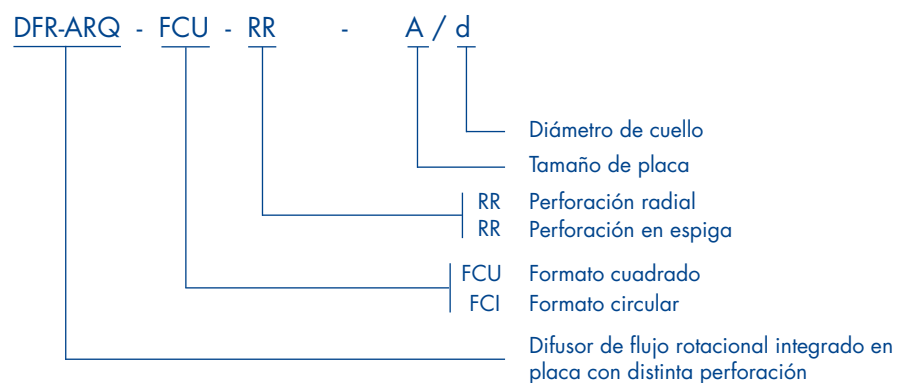 DFR-ARQ - FCU - RR - A / d
Diámetro de cuello
Tamaño de placa
RR Perforación radial
RR Perforación en espiga
FCU Formato cuadrado
FCI Formato circular
Difusor de flujo rotacional integrado en
placa con distinta perforación